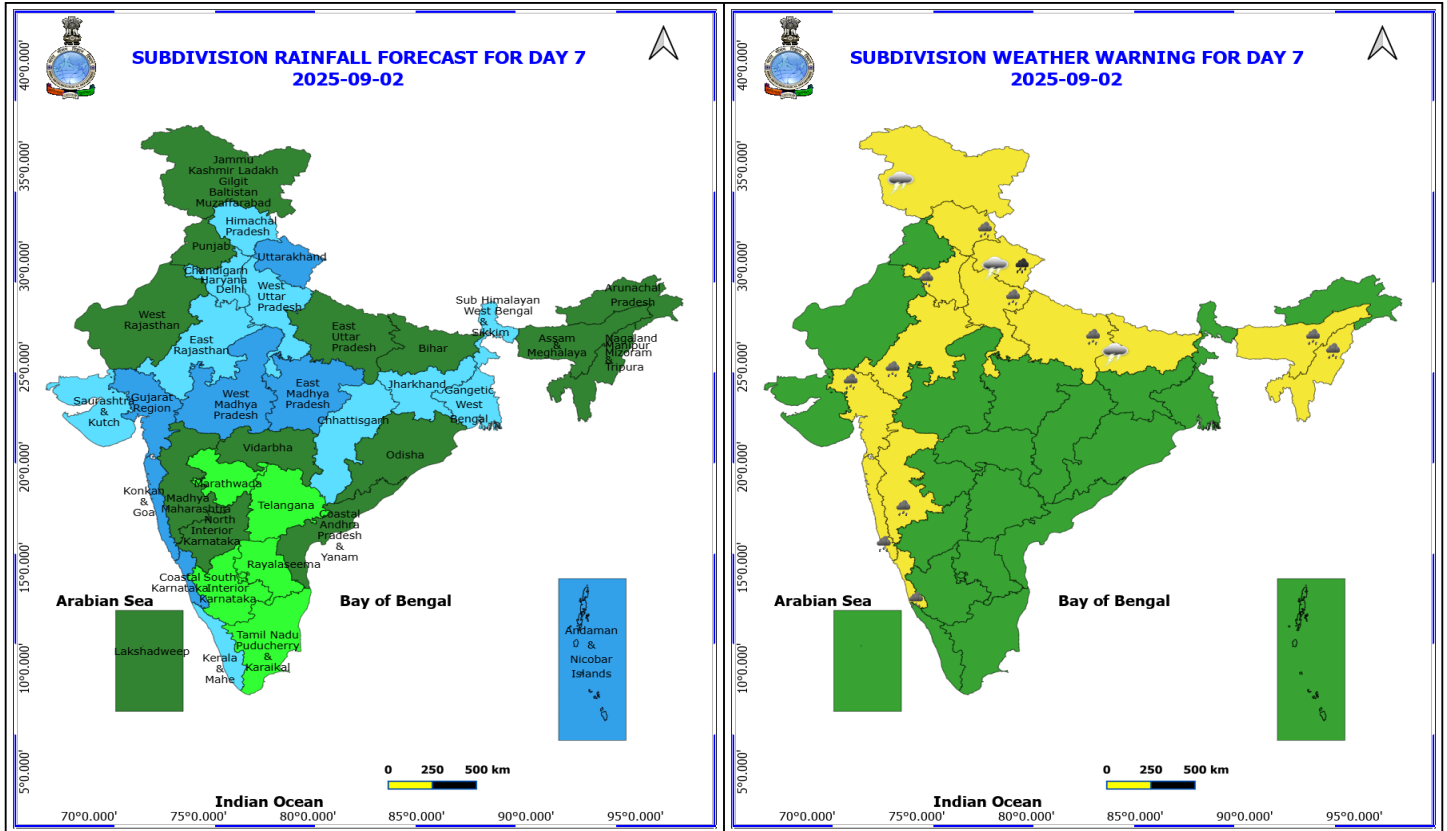 SUBDIVISION RAINFALL FORECAST FOR DAY 7
2025-09-02
40°0.000'
35°0.000'
30°0.000'
25°0.000'
20°0.000'
15°0.000'
10°0.000'
5°0.000'
Jammu
Kashmir Ladakh
Gilgit
Baltistan
Muzaffarabad
Himachal
Pradesh
Punjab
Uttarakhand
Chandigarh
Haryana
Delhi
West
Uttar
Pradesh
West
Rajasthan
East
Rajasthan
East
Uttar
Pradesh
Bihar
Sub Himalayan
West Bengal
&
Sikkim
Arunachal
Pradesh
Assam
&
Meghalaya
Nagaland
Manipur
Mizoram
&
Tripura
Saurashtra
&
Kutch
Gujarat
Region
West
Madhya
Pradesh
East
Madhya
Pradesh
Jharkhand
Gangetic
West
Bengal
Chhattisgarh
Vidarbha
Odisha
Konkan
&
Goa
Madhya
Maharashtra
Marathwada
Telangana
North
Interior
Karnataka
Coastal
Andhra
Pradesh
&
Yanam
Rayalaseema
Coastal
Karnataka
South
Interior
Karnataka
Arabian Sea
Bay of Bengal
Lakshadweep
Kerala
&
Mahe
Tamil Nadu
Puducherry
&
Karaikal
Andaman
&
Nicobar
Islands
0 250 500 km
Indian Ocean
70°0.000' 75°0.000' 80°0.000' 85°0.000' 90°0.000' 95°0.000'
SUBDIVISION WEATHER WARNING FOR DAY 7
2025-09-02
40°0.000'
35°0.000'
30°0.000'
25°0.000'
20°0.000'
15°0.000'
10°0.000'
5°0.000'
Arabian Sea
Bay of Bengal
0 250 500 km
Indian Ocean
70°0.000' 75°0.000' 80°0.000' 85°0.000' 90°0.000' 95°0.000'